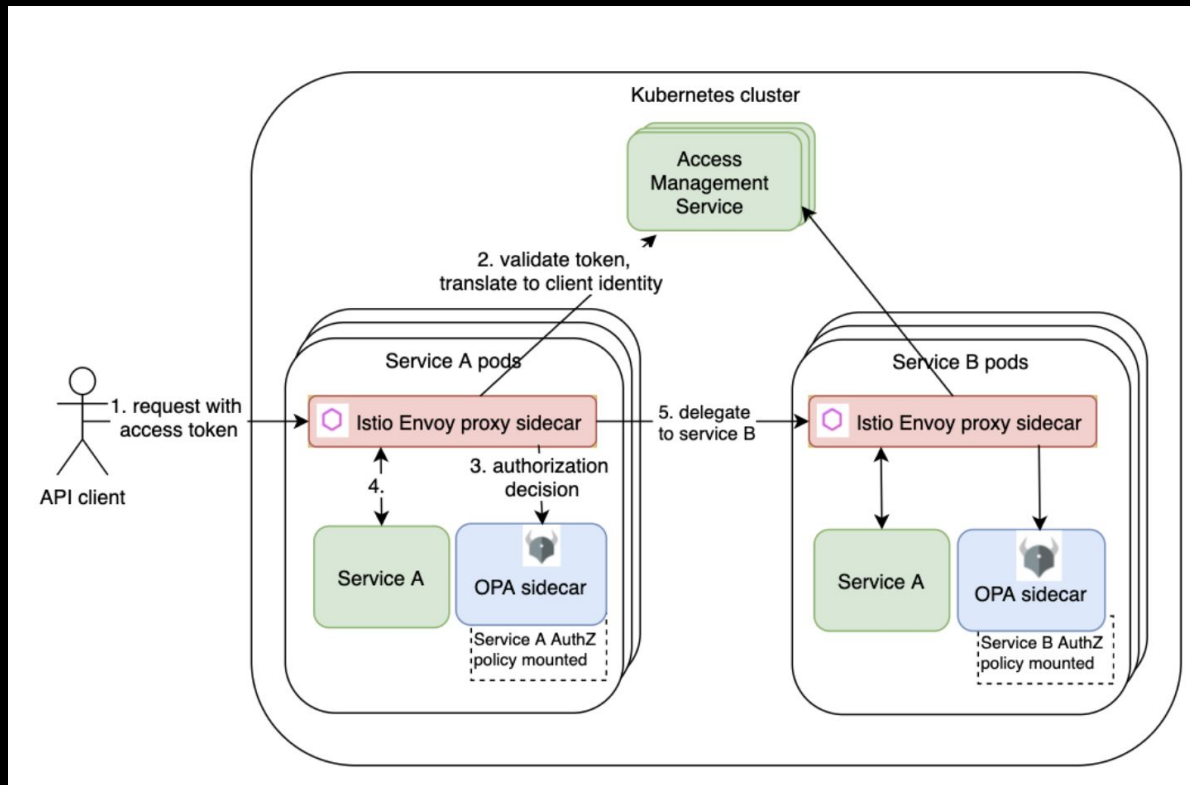 Kubernetes cluster
Access
Management
Service
2. validate token,
translate to client identity
Service A pods
Service B pods
1. request with
access token
API client
Istio Envoy proxy sidecar
5. delegate
to service B
Istio Envoy proxy sidecar
3. authorization
decision
4.
Service A
OPA sidecar
Service A AuthZ
policy mounted
Service A
OPA sidecar
Service B AuthZ
policy mounted